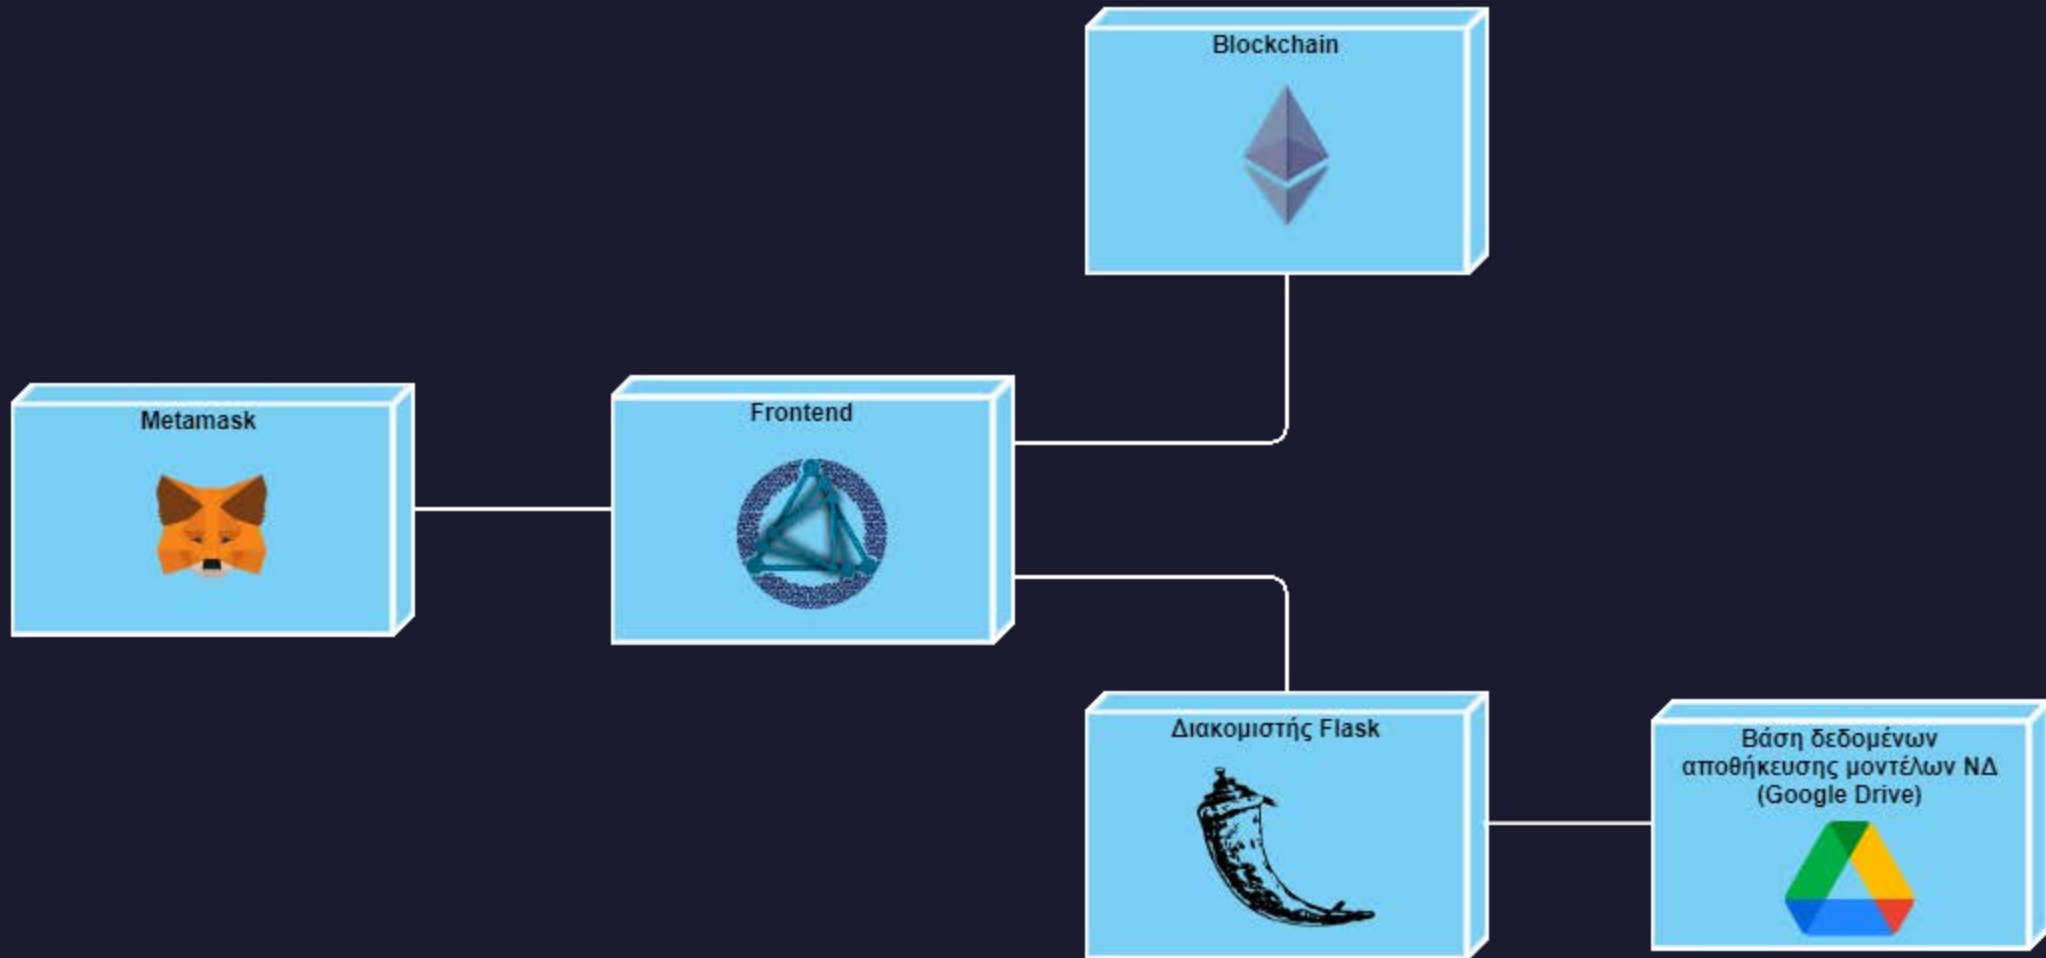 Blockchain
Metamask
Frontend
Διακομιστής Flask
Βάση δεδομένων
αποθήκευσης μοντέλων ΝΔ
(Google Drive)